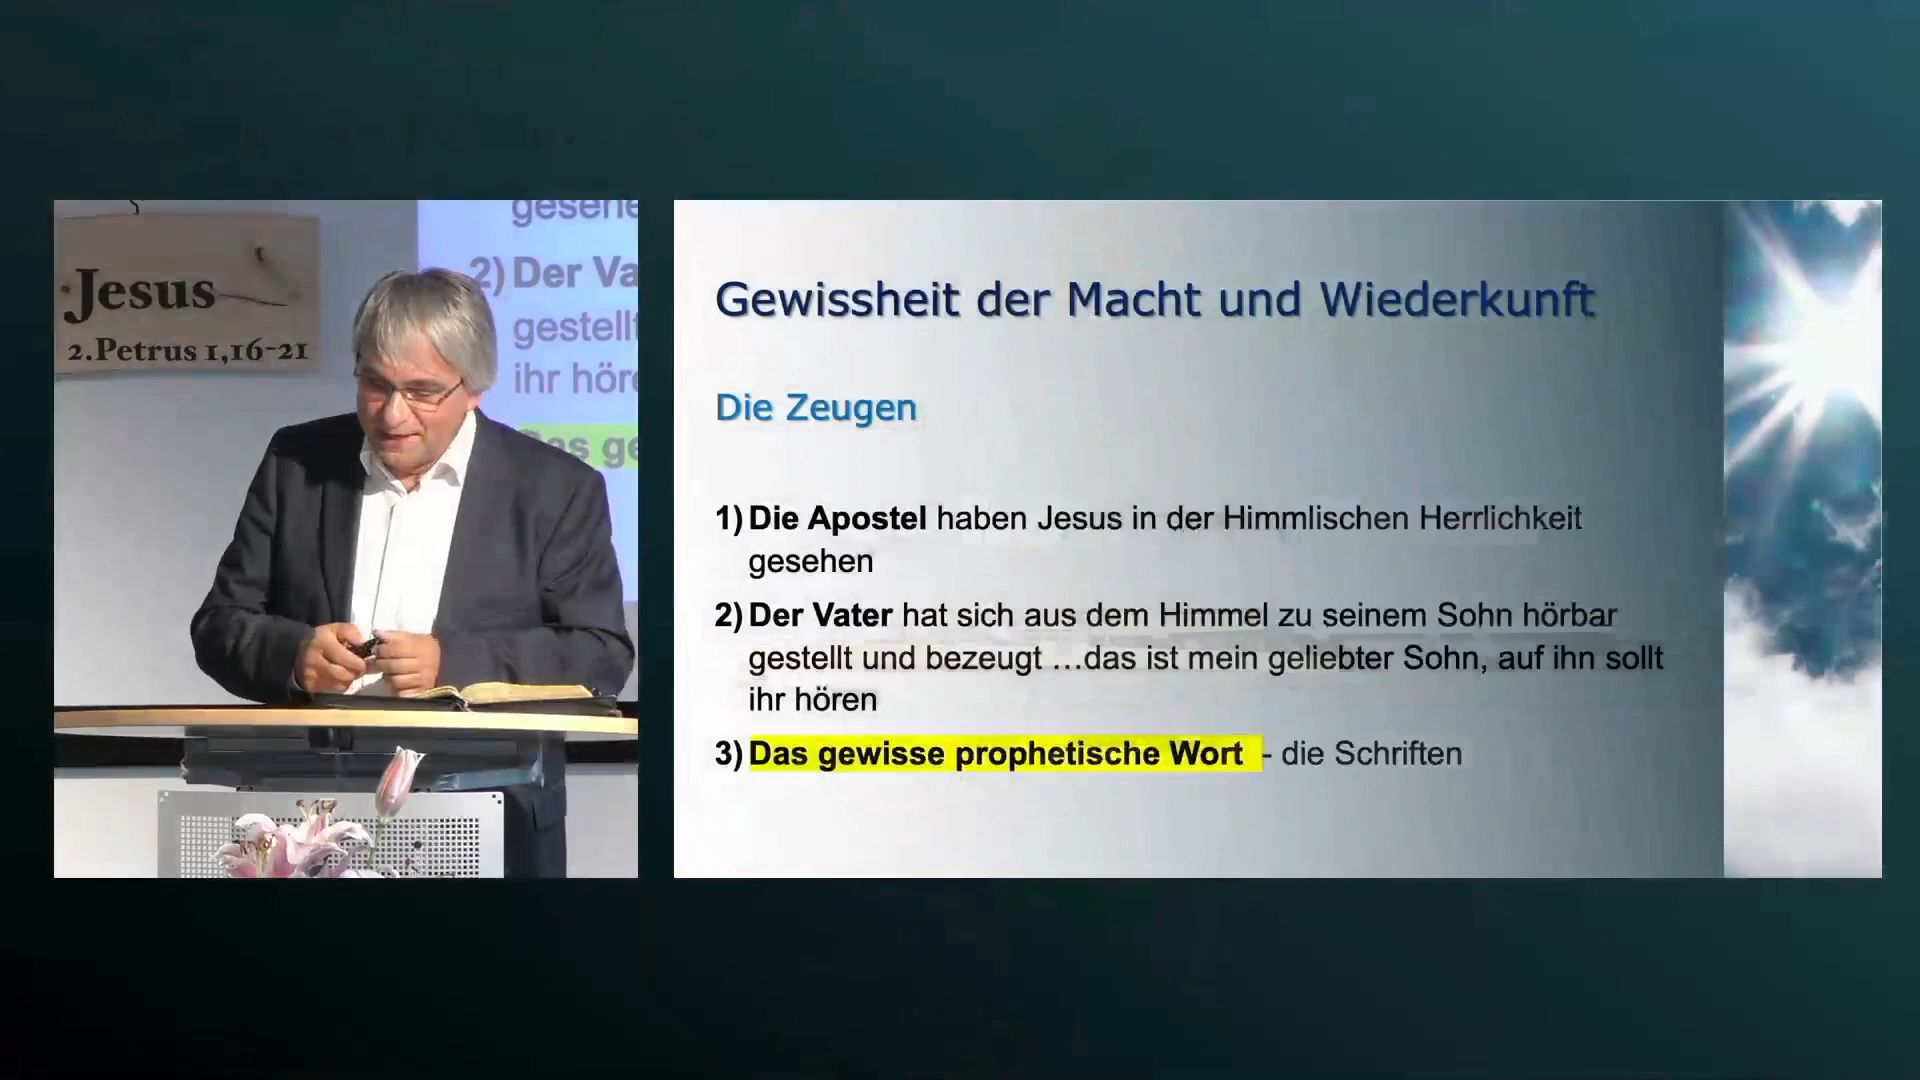 Jesus
2.Petrus 1,16-21
gesehe
2) Der Va
gestellt
ihr höre
Das ge
Gewissheit der Macht und Wiederkunft
Die Zeugen
1) Die Apostel haben Jesus in der Himmlischen Herrlichkeit
gesehen
2) Der Vater hat sich aus dem Himmel zu seinem Sohn hörbar
gestellt und bezeugt ...das ist mein geliebter Sohn, auf ihn sollt
ihr hören
3) Das gewisse prophetische Wort - die Schriften